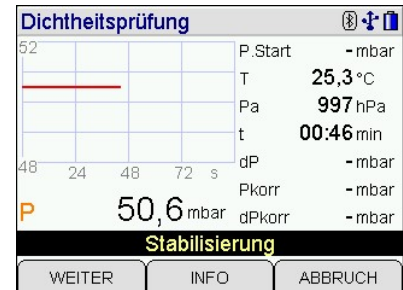 Dichtheitsprüfung
52
48 24 48 72 s
P 50,6 mbar
P.Start - mbar
T 25,3 °C
Pa 997 hPa
t 00:46 min
dP - mbar
Pkorr - mbar
dPkorr - mbar
Stabilisierung
WEITER INFO ABBRUCH